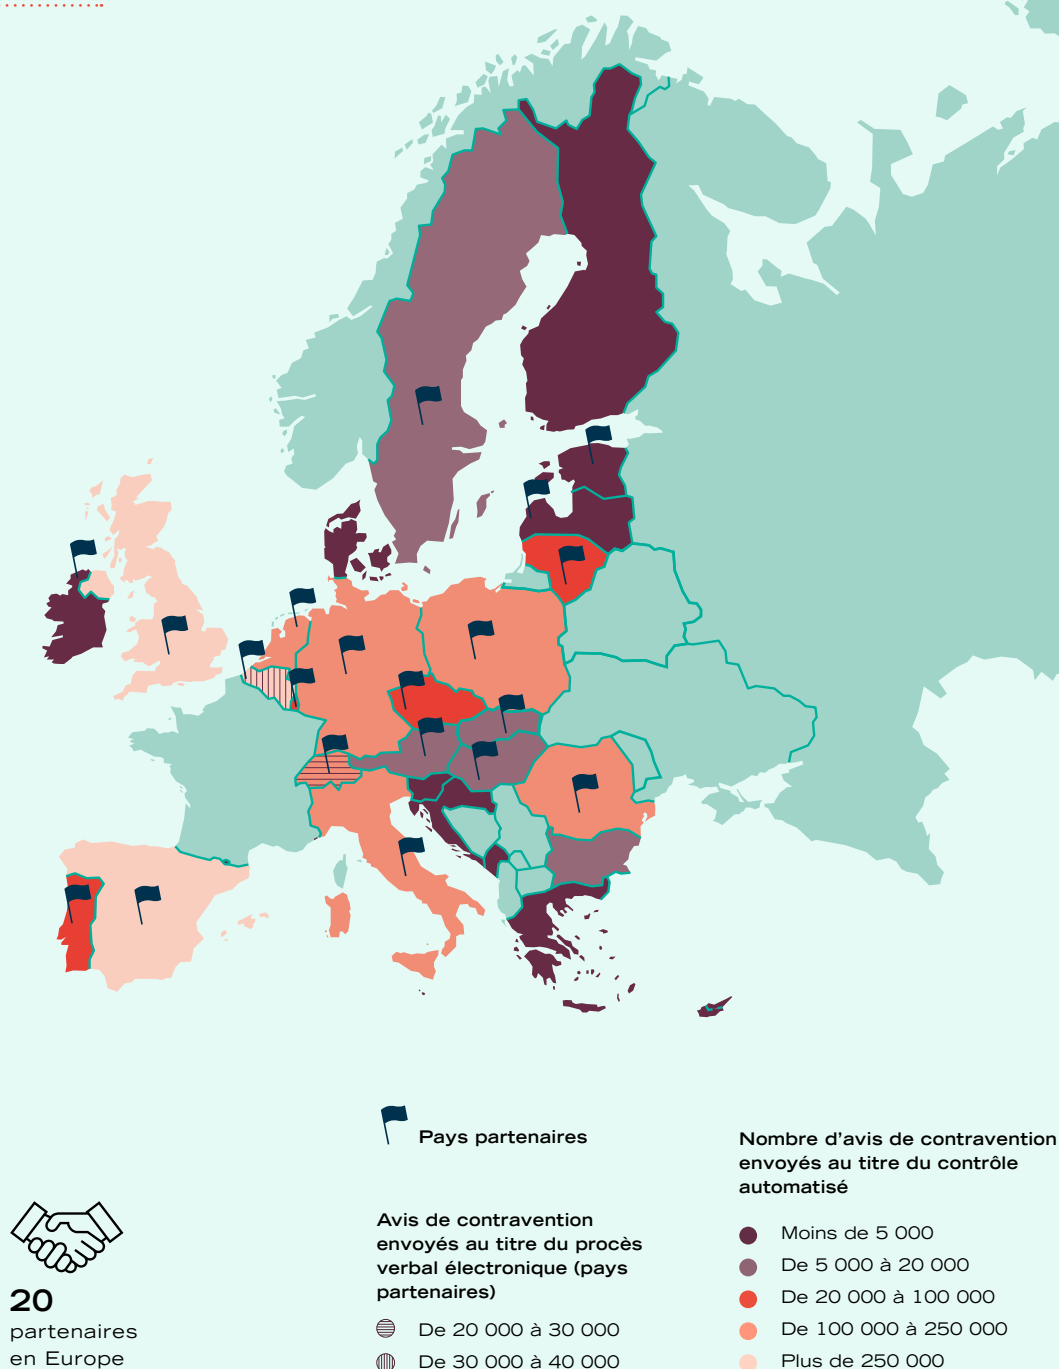 Pays partenaires
20
partenaires
en Europe
Avis de contravention
envoyés au titre du procès
verbal électronique (pays
partenaires)
De 20 000 à 30 000
De 30 000 à 40 000
Nombre d'avis de contravention
envoyés au titre du contrôle
automatisé
Moins de 5 000
De 5 000 à 20 000
De 20 000 à 100 000
De 100 000 à 250 000
Plus de 250 000